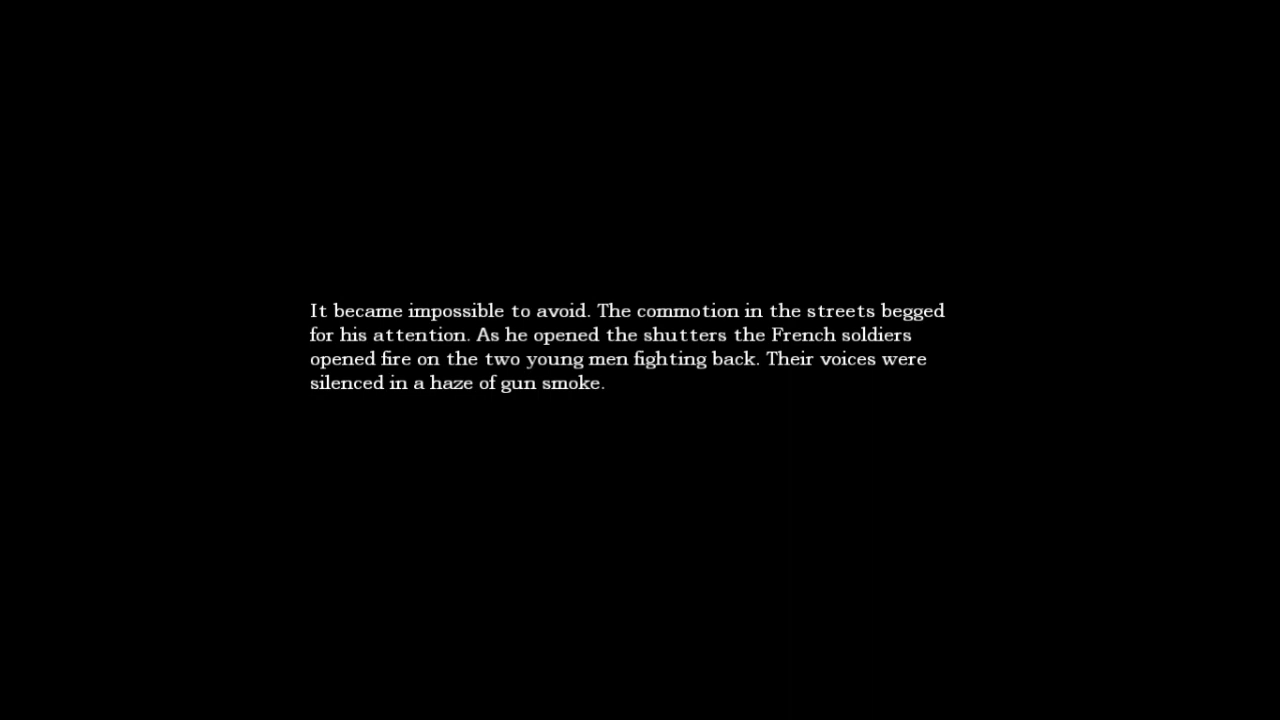 It became impossible to avoid. The commotion in the streets begged
for his attention. As he opened the shutters the French soldiers
opened fire on the two young men fighting back. Their voices were
silenced in a haze of gun smoke.